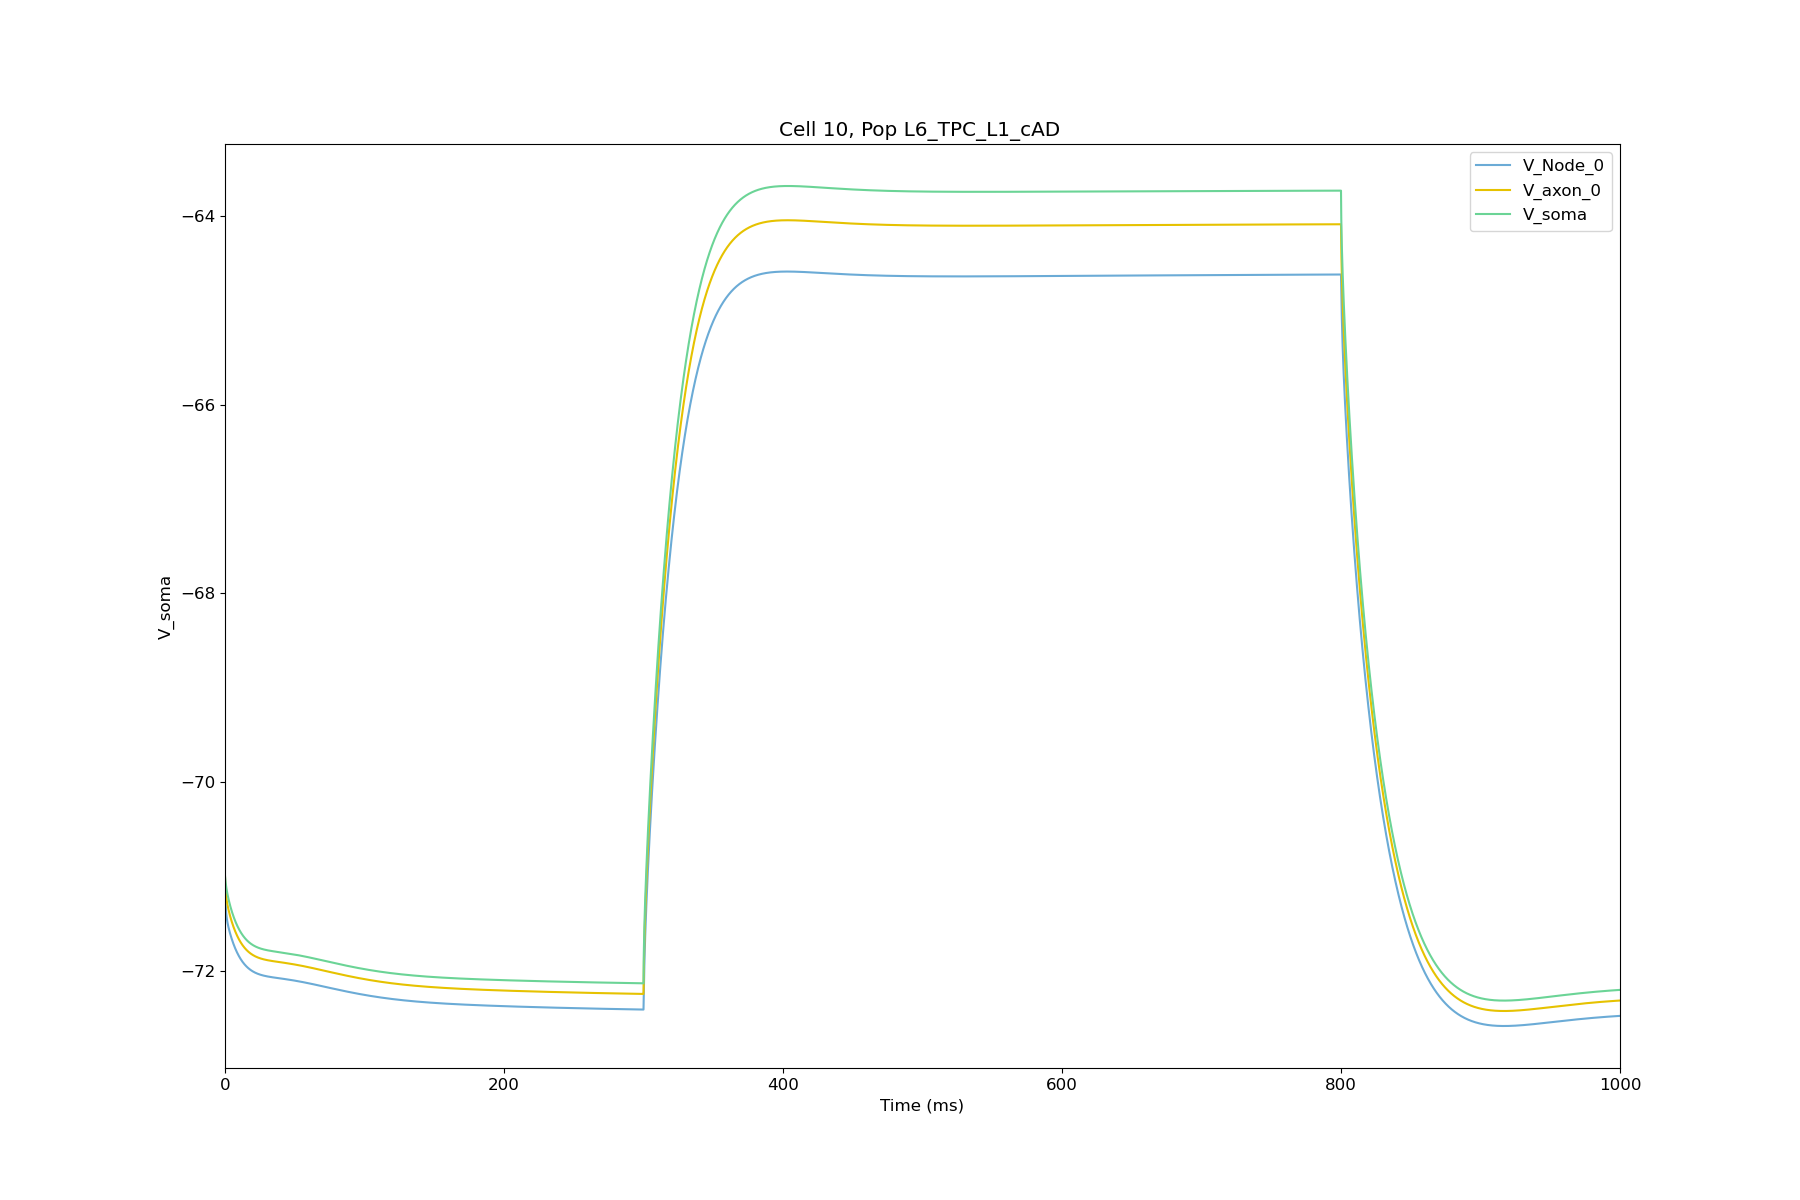 Cell 10, Pop L6_TPC_L1_cAD
V_Node_0
V_axon_0
V_soma
−64
−66
−68
−70
−72
V_soma
0
200
400
600
800
1000
Time (ms)